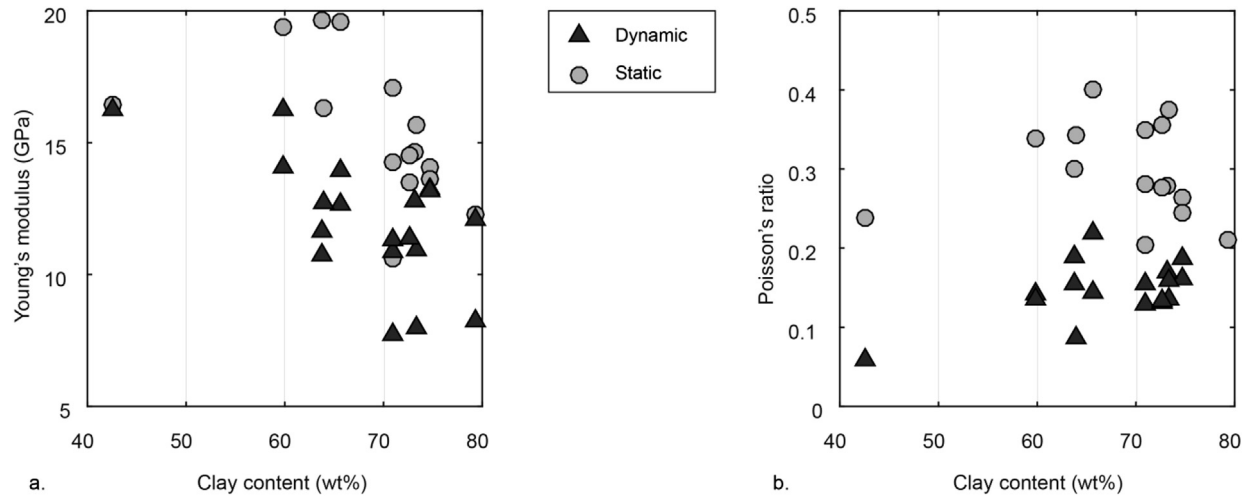 20
15
10
5
Young's modulus (GPa)
40
50
60
70
80
a.
Clay content (wt%)
Dynamic
Static
0.5
0.4
0.3
0.2
0.1
0
Poisson's ratio
40
50
60
70
80
b.
Clay content (wt%)